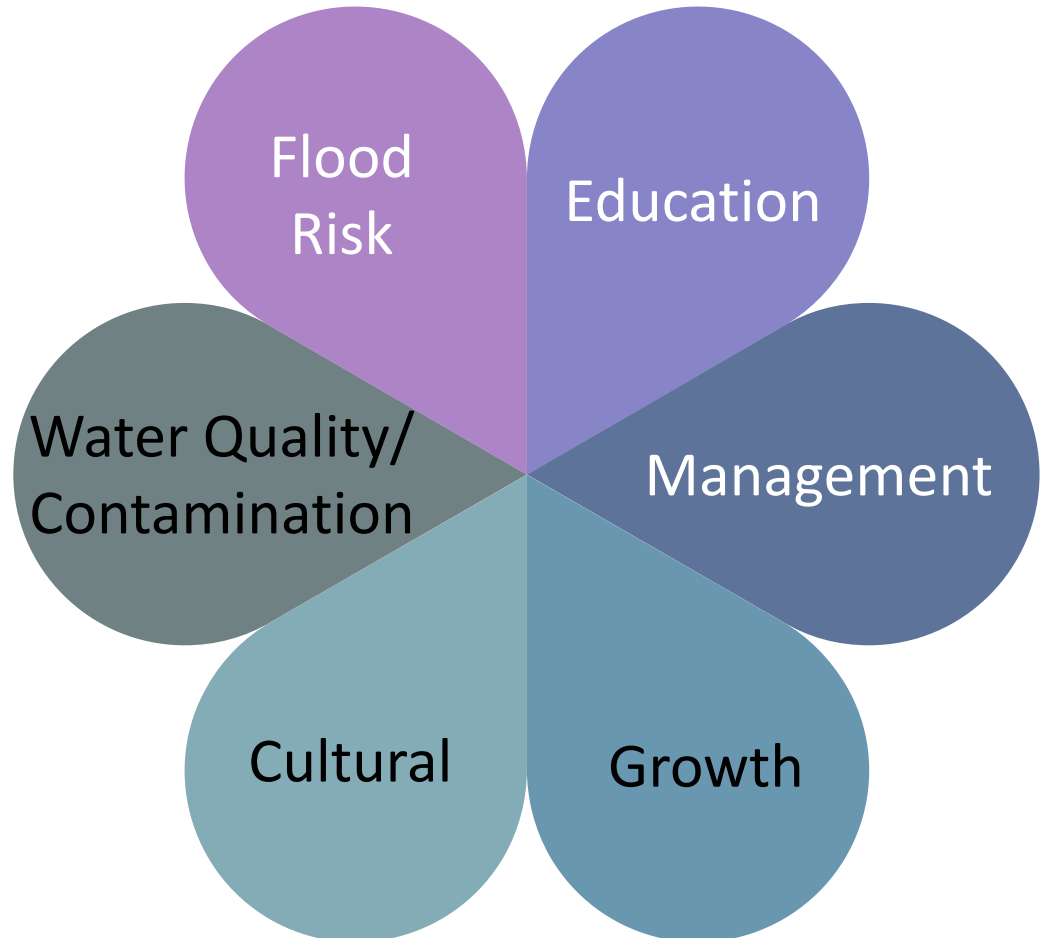 Flood
Risk
Education
Water Quality/
Contamination
Management
Cultural
Growth